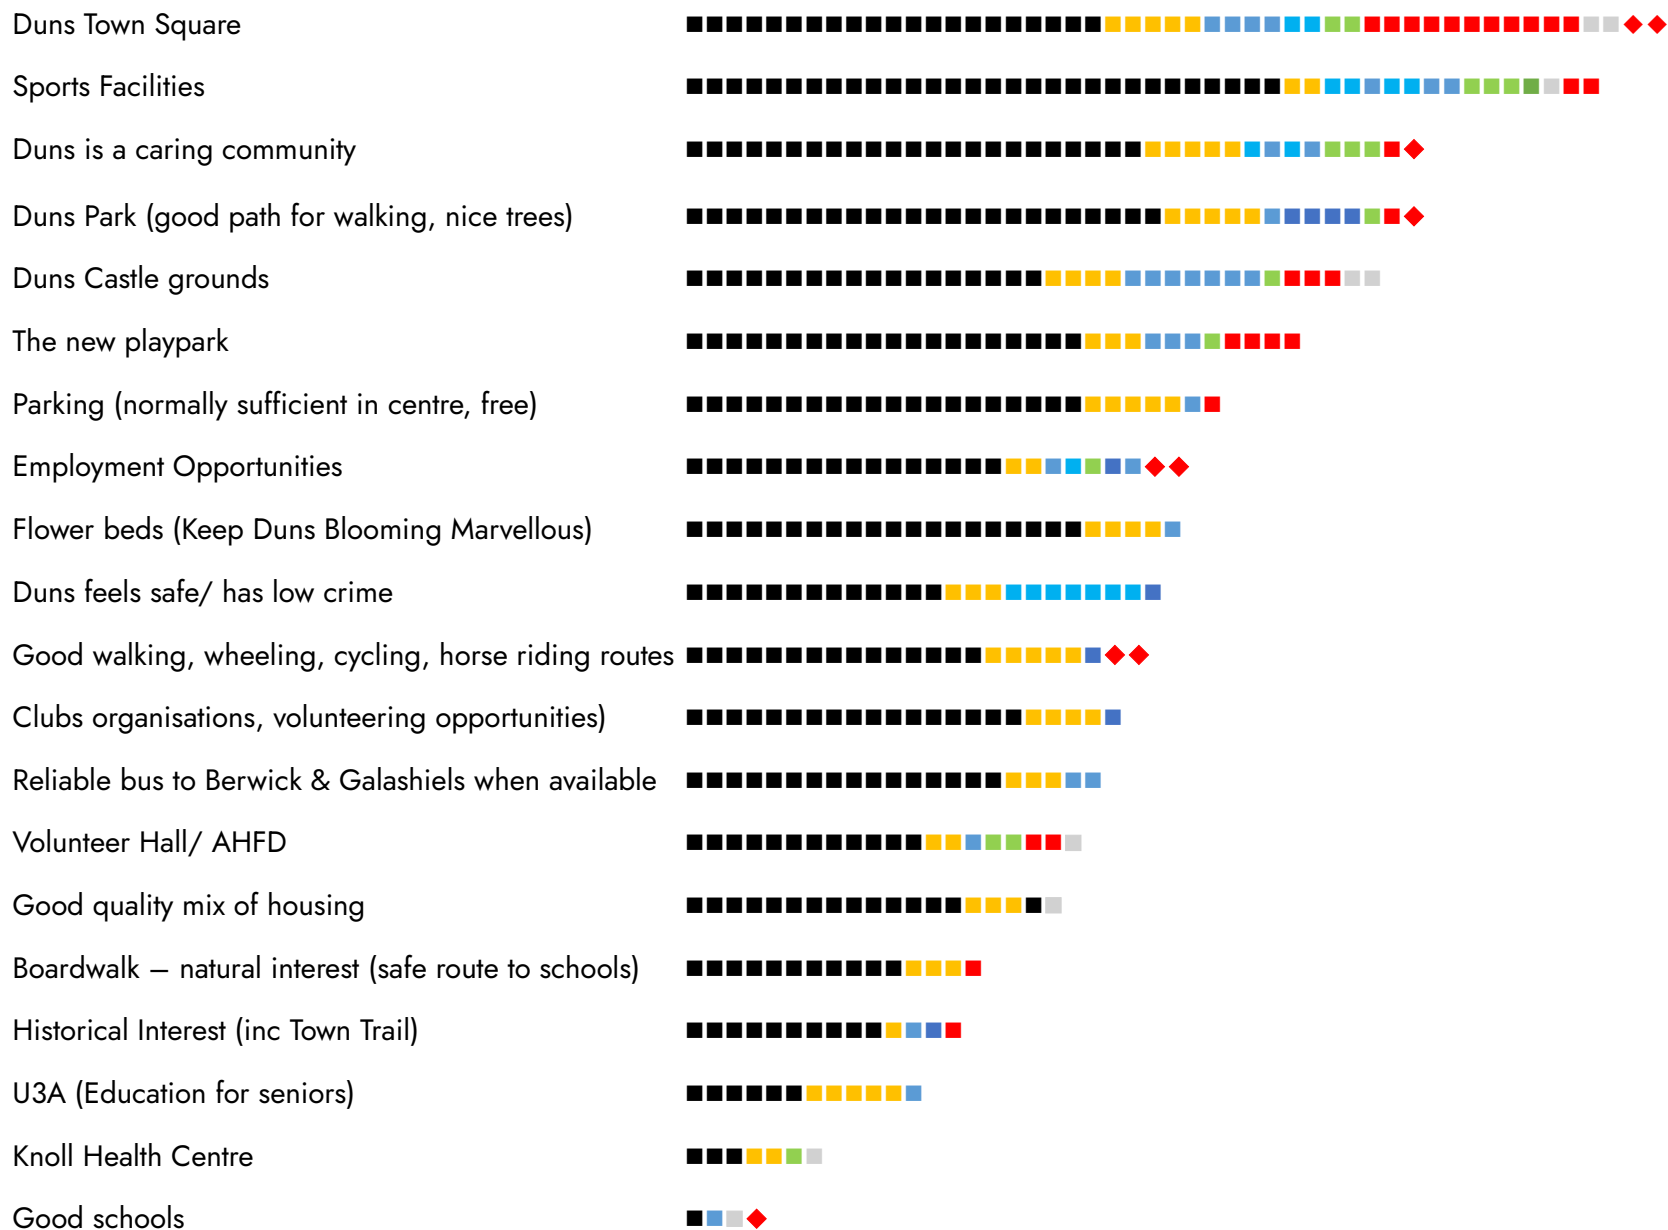 Duns Town Square
Sports Facilities
Duns is a caring community
Duns Park (good path for walking, nice trees)
Duns Castle grounds
The new playpark
Parking (normally sufficient in centre, free)
Employment Opportunities
Flower beds (Keep Duns Blooming Marvellous)
Duns feels safe/ has low crime
Good walking, wheeling, cycling, horse riding routes
Clubs organisations, volunteering opportunities)
Reliable bus to Berwick & Galashiels when available
Volunteer Hall/ AHFD
Good quality mix of housing
Boardwalk – natural interest (safe route to schools)
Historical Interest (inc Town Trail)
U3A (Education for seniors)
Knoll Health Centre
Good schools